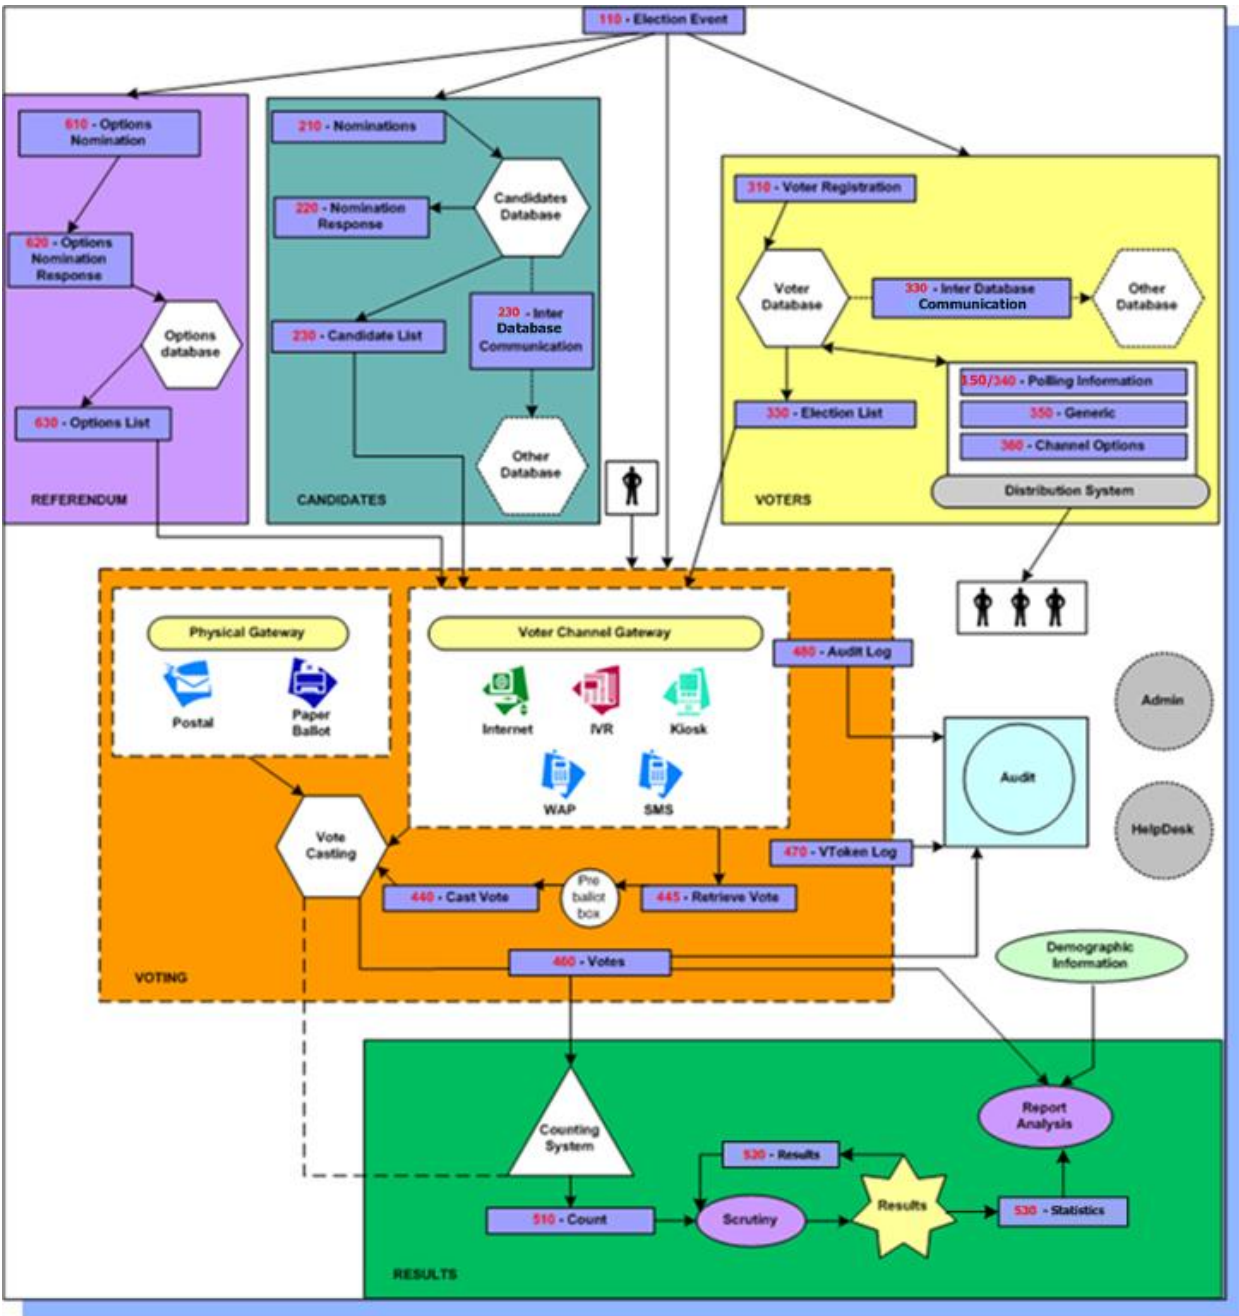 110 - Election Event
610 - Options
Nomination
620 - Options
Nomination
Response
Options
database
630 - Options List
REFERENDUM
210 - Nominations
Candidates
Database
220 - Nomination
Response
230 - Candidate List
230 - Inter
Database
Communication
Other
Database
CANDIDATES
310 - Voter Registration
Voter
Database
330 - Inter Database
Communication
Other
Database
150/340 - Polling Information
350 - Generic
360 - Channel Options
330 - Election List
Distribution System
VOTERS
Physical Gateway
Postal
Paper
Ballot
Voter Channel Gateway
Internet
IVR
Kiosk
WAP
SMS
480 - Audit Log
Admin
Audit
HelpDesk
Vote
Casting
470 - VToken Log
440 - Cast Vote
Pre
ballot
box
445 - Retrieve Vote
460 - Votes
VOTING
Demographic
Information
Report
Analysis
Counting
System
520 - Results
Results
510 - Count
Scrutiny
530 - Statistics
RESULTS